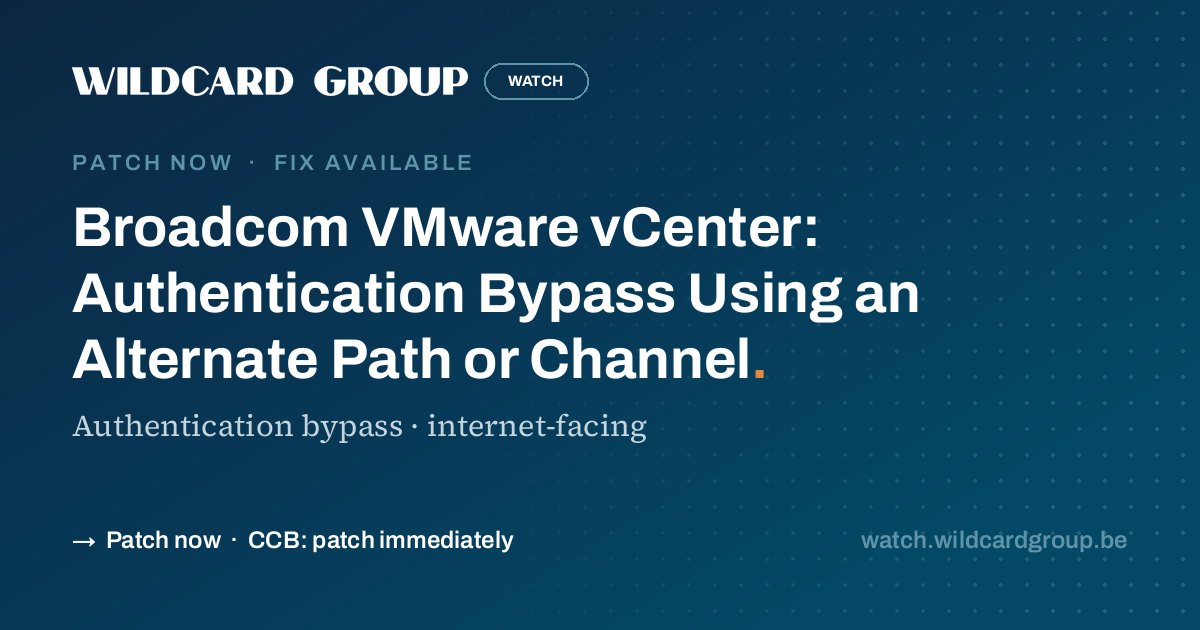 WILDCARD GROUP WATCH
PATCH NOW · FIX AVAILABLE
Broadcom VMware vCenter:
Authentication Bypass Using an
Alternate Path or Channel.
Authentication bypass · internet-facing
→ Patch now · CCB: patch immediately
watch.wildcardgroup.be